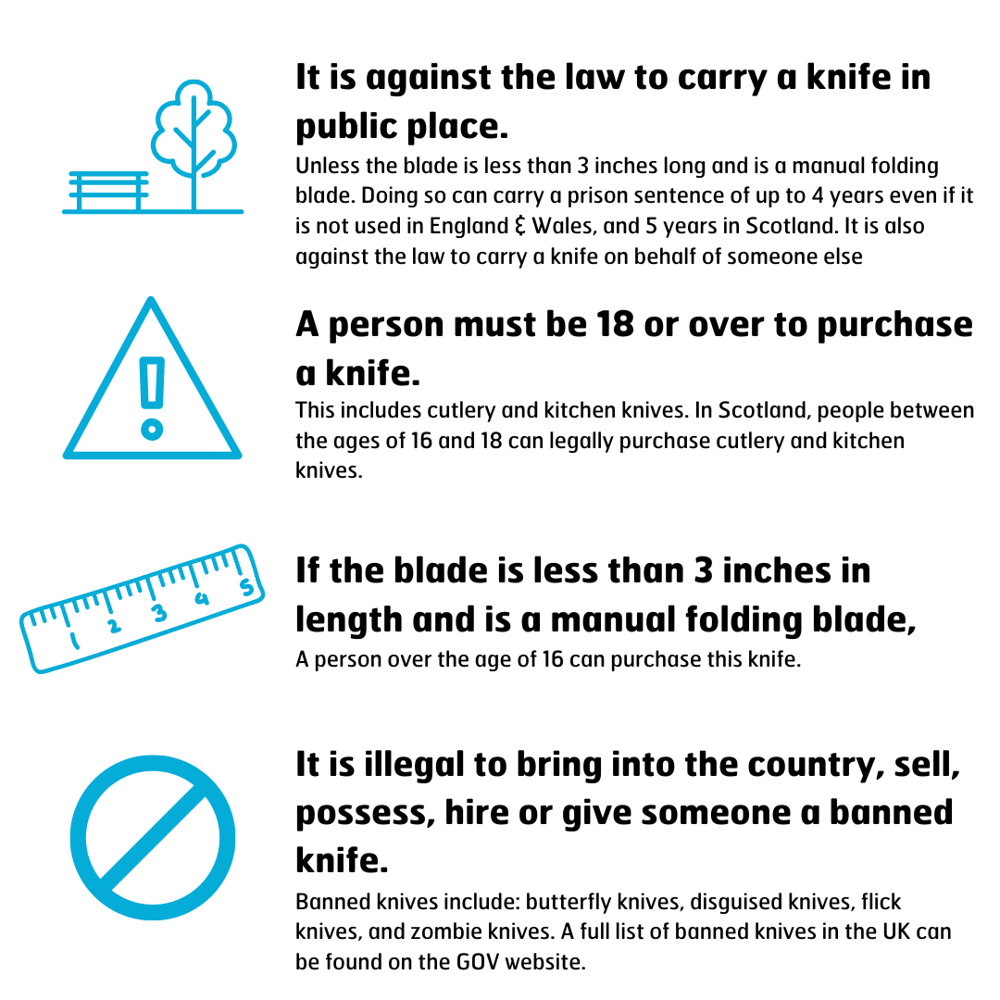 It is against the law to carry a knife in
public place.
Unless the blade is less than 3 inches long and is a manual folding
blade. Doing so can carry a prison sentence of up to 4 years even if it
is not used in England & Wales, and 5 years in Scotland. It is also
against the law to carry a knife on behalf of someone else
A person must be 18 or over to purchase
a knife.
This includes cutlery and kitchen knives. In Scotland, people between
the ages of 16 and 18 can legally purchase cutlery and kitchen
knives.
1 2 3 4 5
If the blade is less than 3 inches in
length and is a manual folding blade,
A person over the age of 16 can purchase this knife.
It is illegal to bring into the country, sell,
possess, hire or give someone a banned
knife.
Banned knives include: butterfly knives, disguised knives, flick
knives, and zombie knives. A full list of banned knives in the UK can
be found on the GOV website.